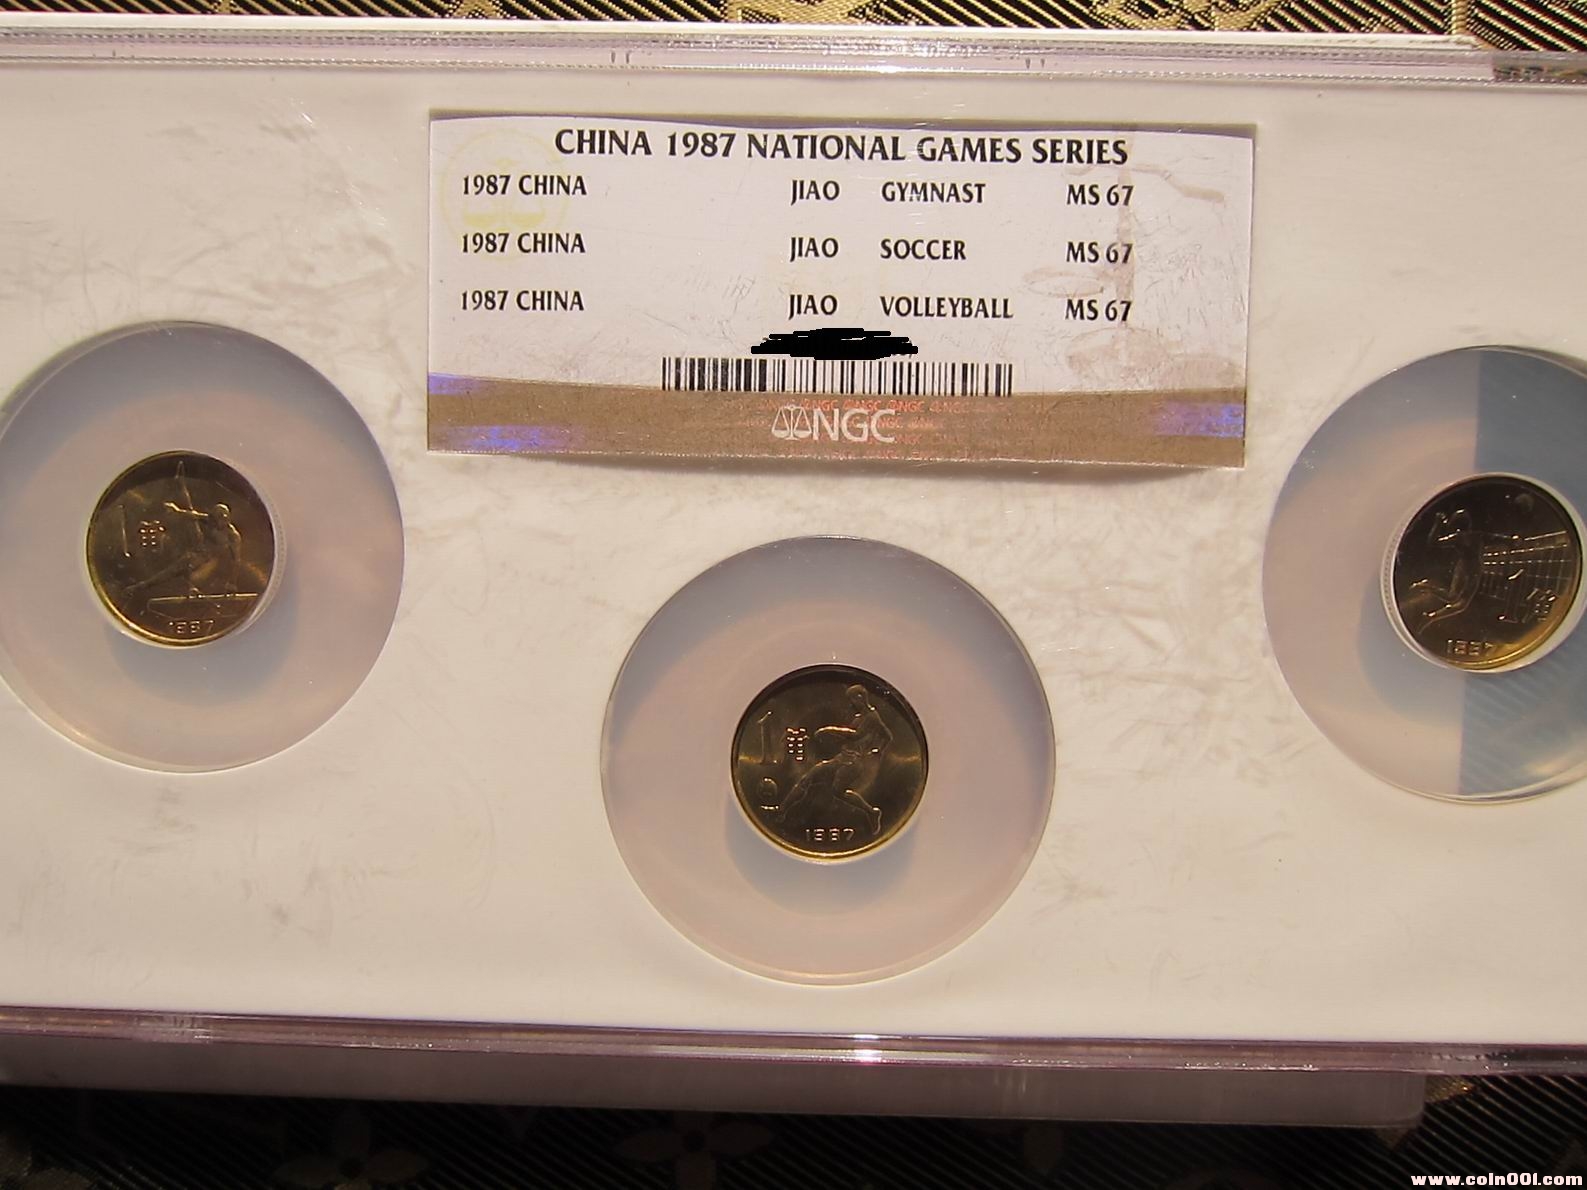 CHINA 1987 NATIONAL GAMES SERIES
1987 CHINA JIAO GYMNAST MS 67
1987 CHINA JIAO SOCCER MS 67
1987 CHINA JIAO VOLLEYBALL MS 67
NGC
1 角
1987
1 角
1987
1 角
1987
www.coin001.com